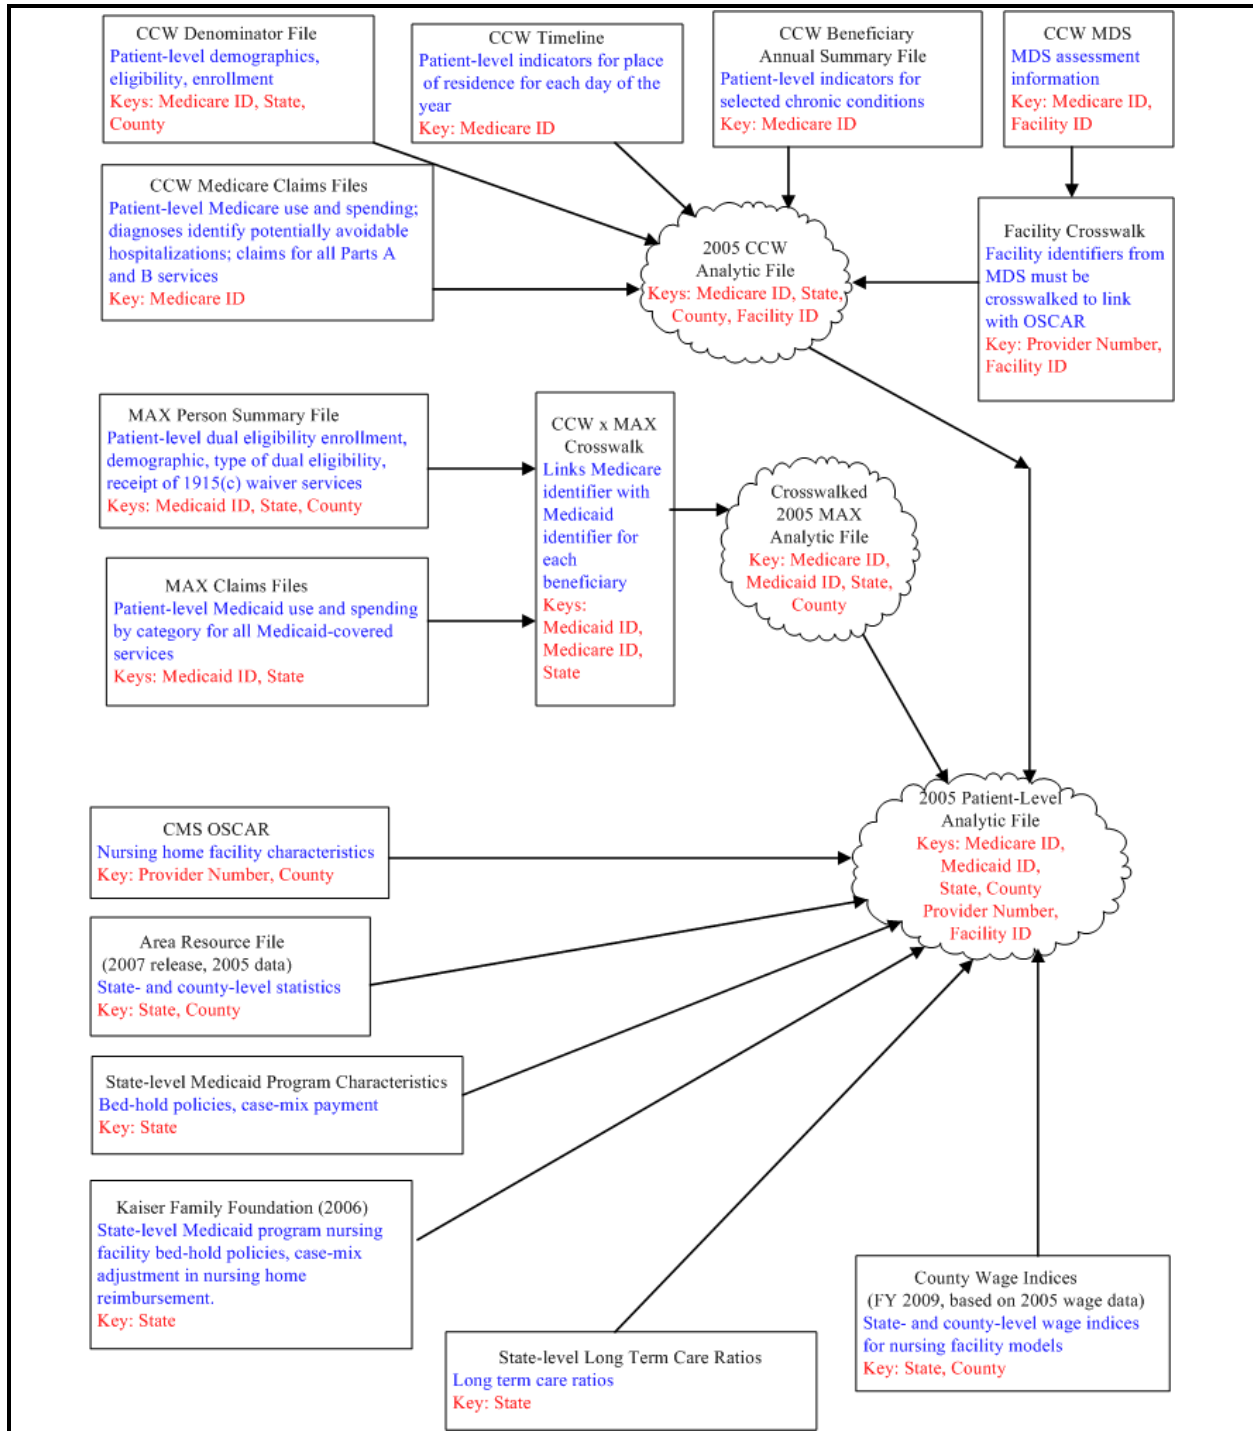 CCW Denominator File
Patient-level demographics,
eligibility, enrollment
Keys: Medicare ID, State,
County
CCW Timeline
Patient-level indicators for place
of residence for each day of the
year
Key: Medicare ID
CCW Beneficiary
Annual Summary File
Patient-level indicators for
selected chronic conditions
Key: Medicare ID
CCW MDS
MDS assessment
information
Key: Medicare ID,
Facility ID
CCW Medicare Claims Files
Patient-level Medicare use and spending;
diagnoses identify potentially avoidable
hospitalizations; claims for all Parts A
and B services
Key: Medicare ID
2005 CCW
Analytic File
Keys: Medicare ID, State,
County, Facility ID
Facility Crosswalk
Facility identifiers from
MDS must be
crosswalked to link
with OSCAR
Key: Provider Number,
Facility ID
MAX Person Summary File
Patient-level dual eligibility enrollment,
demographic, type of dual eligibility,
receipt of 1915(c) waiver services
Keys: Medicaid ID, State, County
CCW x MAX
Crosswalk
Links Medicare
identifier with
Medicaid
identifier for
each
beneficiary
Keys:
Medicaid ID,
Medicare ID,
State
Crosswalked
2005 MAX
Analytic File
Key: Medicare ID,
Medicaid ID, State,
County
MAX Claims Files
Patient-level Medicaid use and spending
by category for all Medicaid-covered
services
Keys: Medicaid ID, State
2005 Patient-Level
Analytic File
Keys: Medicare ID,
Medicaid ID,
State, County
Provider Number,
Facility ID
CMS OSCAR
Nursing home facility characteristics
Key: Provider Number, County
Area Resource File
(2007 release, 2005 data)
State- and county-level statistics
Key: State, County
State-level Medicaid Program Characteristics
Bed-hold policies, case-mix payment
Key: State
Kaiser Family Foundation (2006)
State-level Medicaid program nursing
facility bed-hold policies, case-mix
adjustment in nursing home
reimbursement.
Key: State
State-level Long Term Care Ratios
Long term care ratios
Key: State
County Wage Indices
(FY 2009, based on 2005 wage data)
State- and county-level wage indices
for nursing facility models
Key: State, County